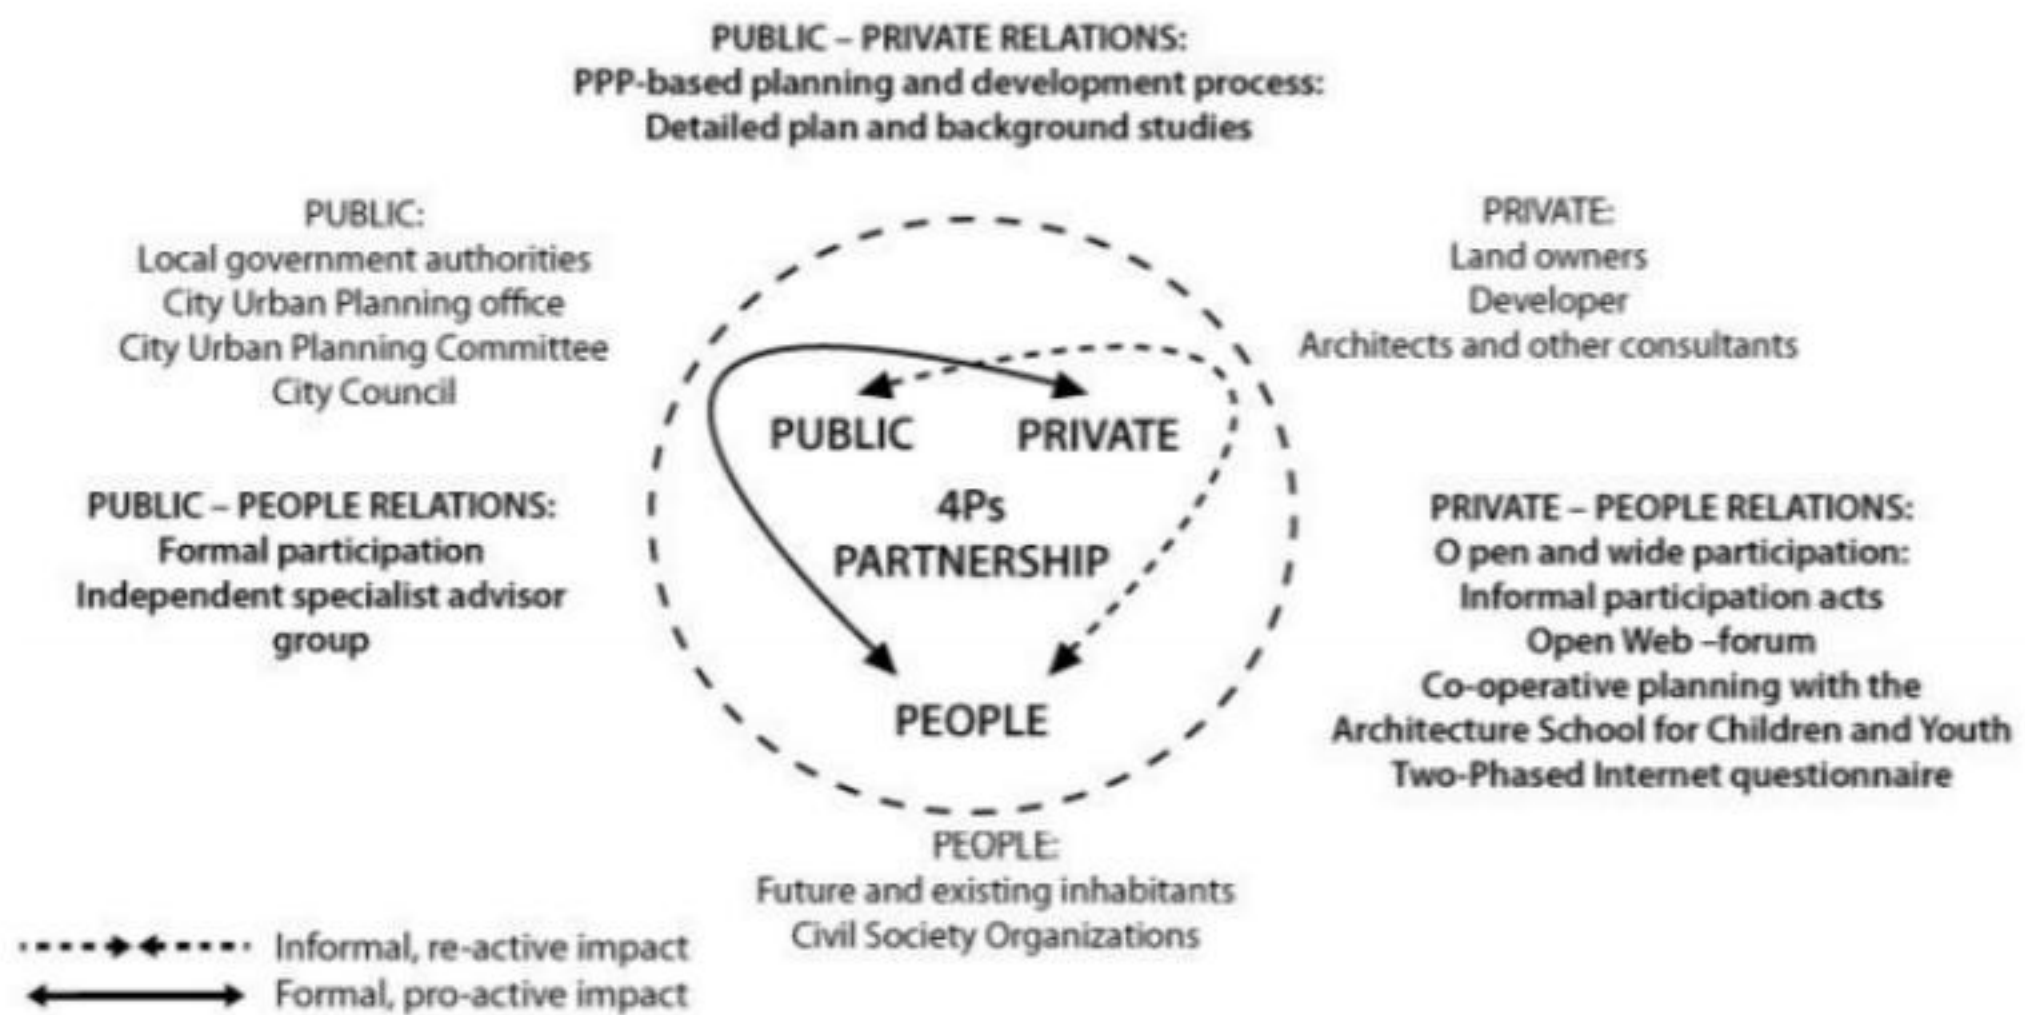 PUBLIC – PRIVATE RELATIONS:
PPP-based planning and development process:
Detailed plan and background studies
PUBLIC:
Local government authorities
City Urban Planning office
City Urban Planning Committee
City Council
PRIVATE:
Land owners
Developer
Architects and other consultants
PUBLIC PRIVATE
4Ps
PARTNERSHIP
PEOPLE
PUBLIC – PEOPLE RELATIONS:
Formal participation
Independent specialist advisor
group
PRIVATE – PEOPLE RELATIONS:
O pen and wide participation:
Informal participation acts
Open Web –forum
Co-operative planning with the
Architecture School for Children and Youth
Two-Phased Internet questionnaire
PEOPLE:
Future and existing inhabitants
Civil Society Organizations
Informal, re-active impact
Formal, pro-active impact